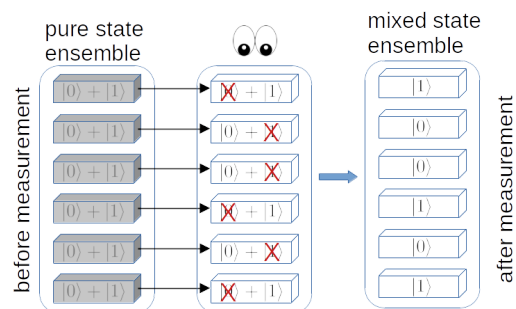 pure state
ensemble
mixed state
ensemble
before measurement
|0⟩ + |1⟩
|0⟩ + |1⟩
|0⟩ + |1⟩
|0⟩ + |1⟩
|0⟩ + |1⟩
|0⟩ + |1⟩
|0⟩ + |1⟩
|0⟩ + |1⟩
|0⟩ + |1⟩
|0⟩ + |1⟩
|0⟩ + |1⟩
|0⟩ + |1⟩
|1⟩
|0⟩
|0⟩
|1⟩
|0⟩
|1⟩
after measurement